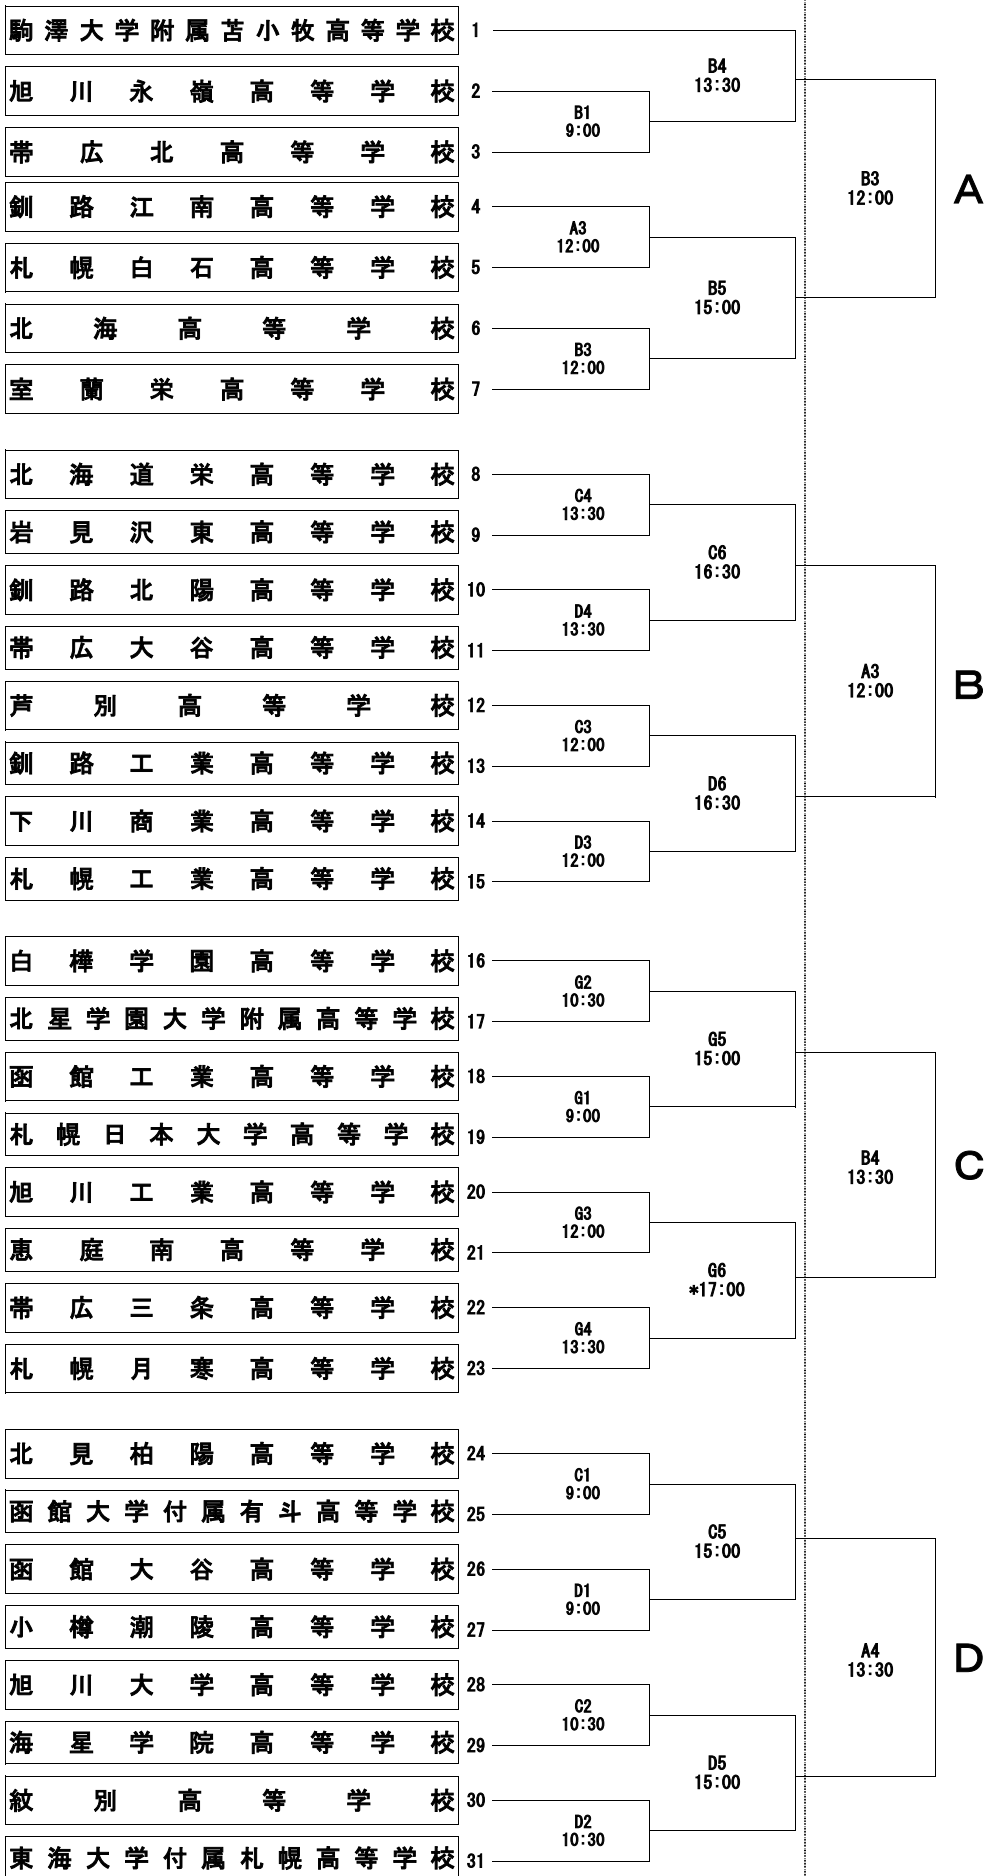 駒澤大学附属苫小牧高等学校 1
旭川永嶺高等学校 2
帯広北高等学校 3
釧路江南高等学校 4
札幌白石高等学校 5
北海高等学校 6
室蘭栄高等学校 7
B1
9:00
A3
12:00
B3
12:00
B4
13:30
B5
15:00
B3
12:00
A
北海道栄高等学校 8
岩見沢東高等学校 9
釧路北陽高等学校 10
帯広大谷高等学校 11
芦別高等学校 12
釧路工業高等学校 13
下川商業高等学校 14
札幌工業高等学校 15
C4
13:30
D4
13:30
C3
12:00
D3
12:00
C6
16:30
D6
16:30
A3
12:00
B
白樺学園高等学校 16
北星学園大学附属高等学校 17
函館工業高等学校 18
札幌日本大学高等学校 19
旭川工業高等学校 20
恵庭南高等学校 21
帯広三条高等学校 22
札幌月寒高等学校 23
G2
10:30
G1
9:00
G3
12:00
G4
13:30
G5
15:00
G6
*17:00
B4
13:30
C
北見柏陽高等学校 24
函館大学付属有斗高等学校 25
函館大谷高等学校 26
小樽潮陵高等学校 27
旭川大学高等学校 28
海星学院高等学校 29
紋別高等学校 30
東海大学付属札幌高等学校 31
C1
9:00
D1
9:00
C2
10:30
D2
10:30
C5
15:00
D5
15:00
A4
13:30
D